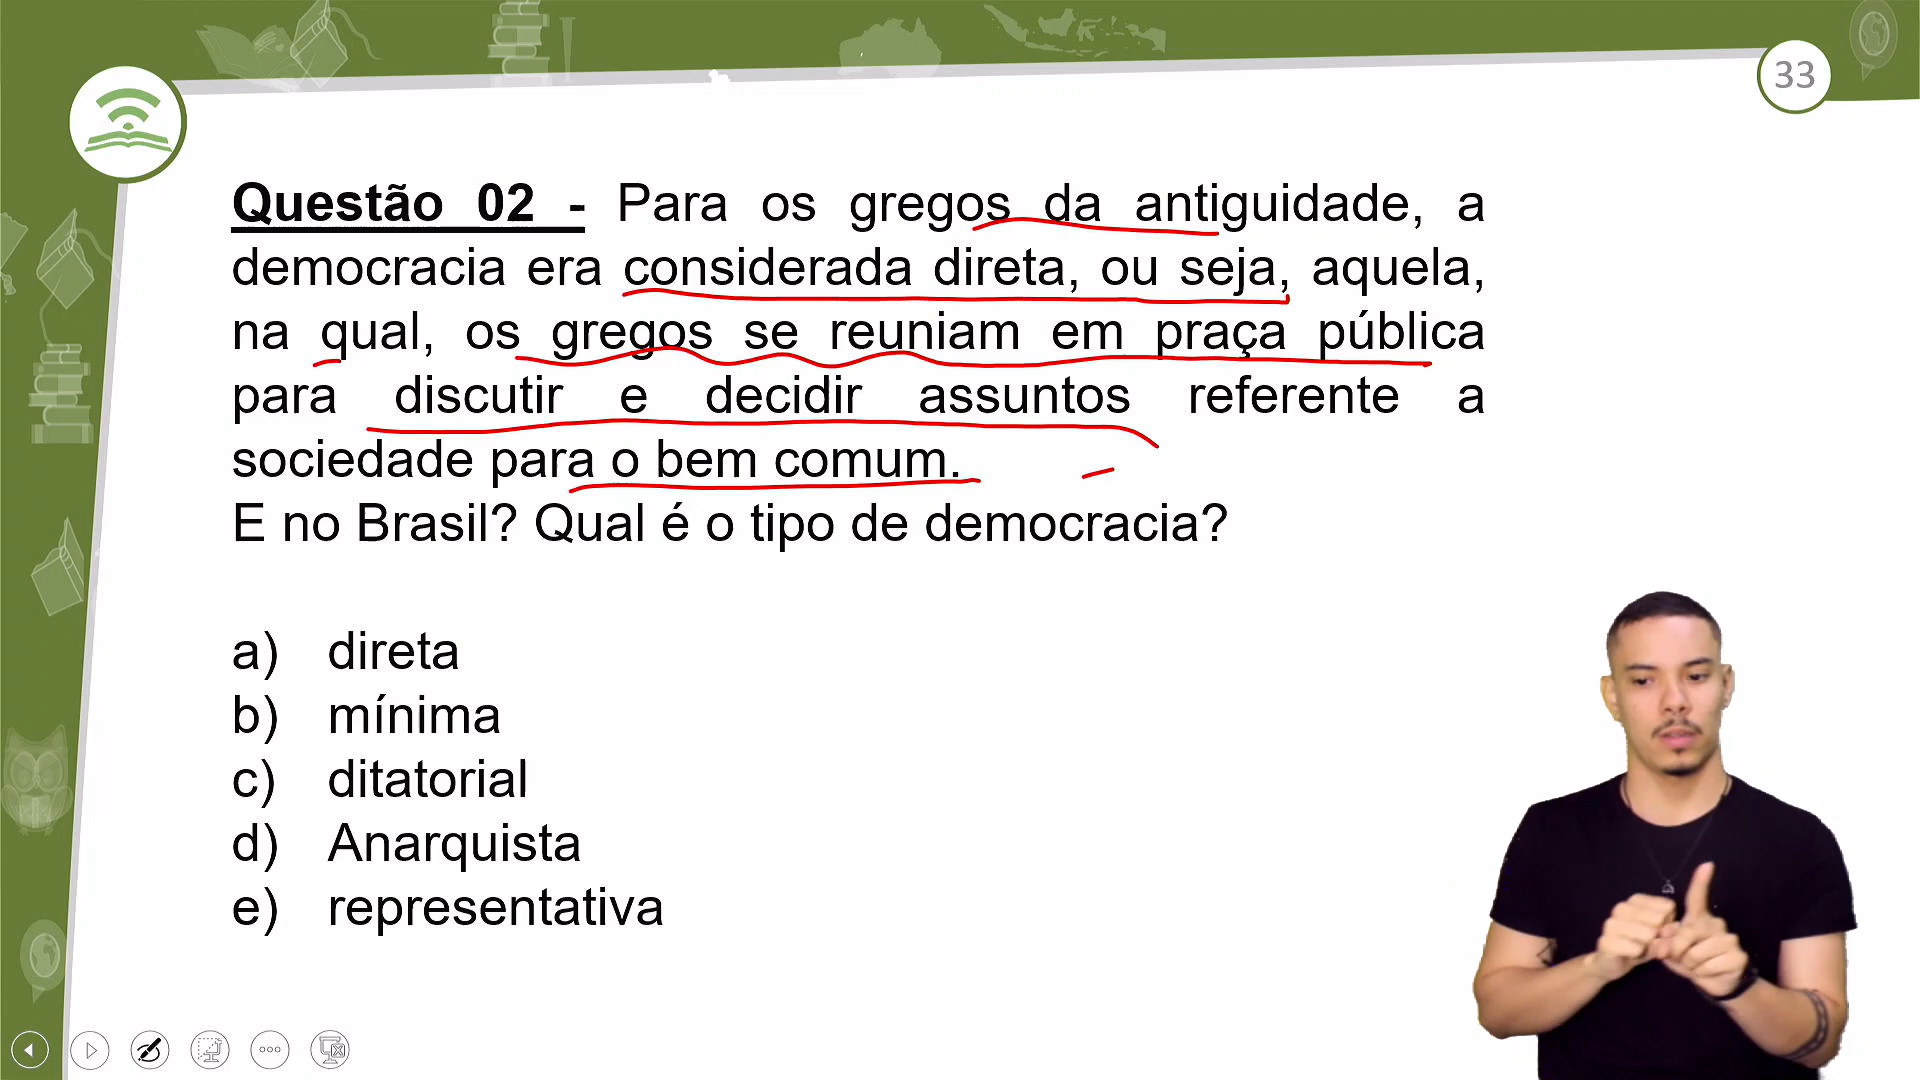 33
Questão 02 - Para os gregos da antiguidade, a
democracia era considerada direta, ou seja, aquela,
na qual, os gregos se reuniam em praça pública
para discutir e decidir assuntos referente a
sociedade para o bem comum.
E no Brasil? Qual é o tipo de democracia?
a) direta
b) mínima
c) ditatorial
d) Anarquista
e) representativa